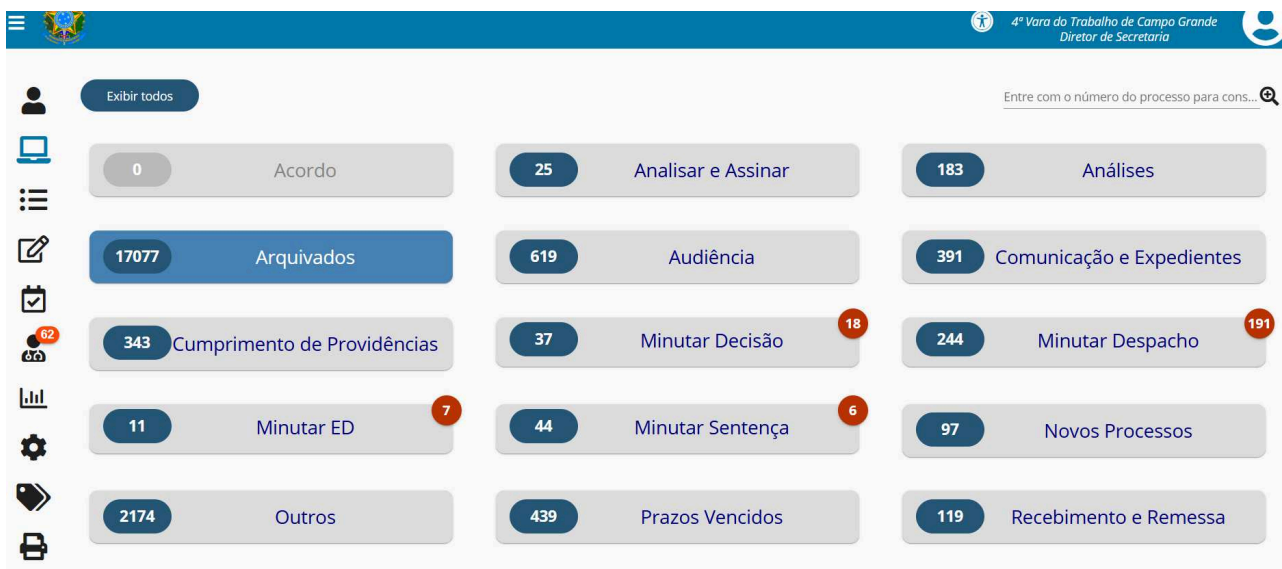 4ª Vara do Trabalho de Campo Grande
Diretor de Secretaria
Exibir todos
Entre com o número do processo para cons...
0 Acordo
25 Analisar e Assinar
183 Análises
17077 Arquivados
619 Audiência
391 Comunicação e Expedientes
343 Cumprimento de Providências
37 Minutar Decisão 18
244 Minutar Despacho 191
62
11 Minutar ED 7
44 Minutar Sentença 6
97 Novos Processos
2174 Outros
439 Prazos Vencidos
119 Recebimento e Remessa